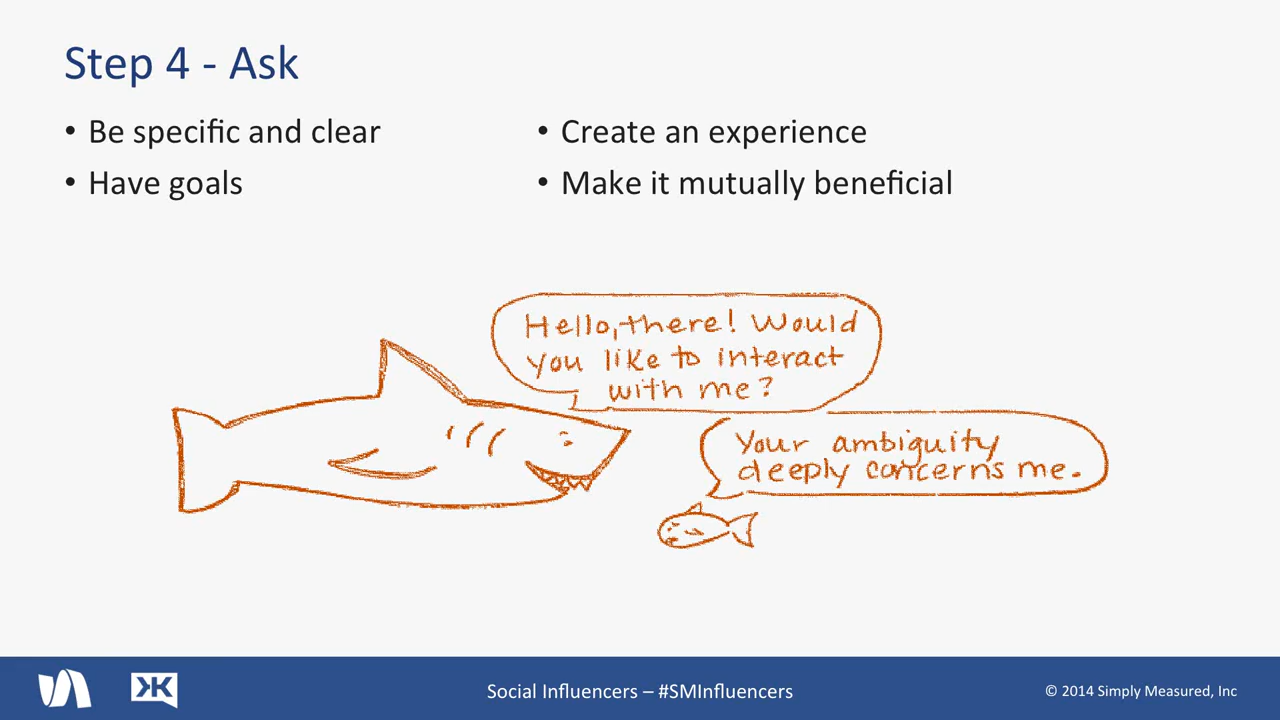 Step 4 - Ask
• Be specific and clear
• Have goals
• Create an experience
• Make it mutually beneficial
Hello, there! Would
you like to interact
with me?
Your ambiguity
deeply concerns me.
Social Influencers – #SMInfluencers
© 2014 Simply Measured, Inc